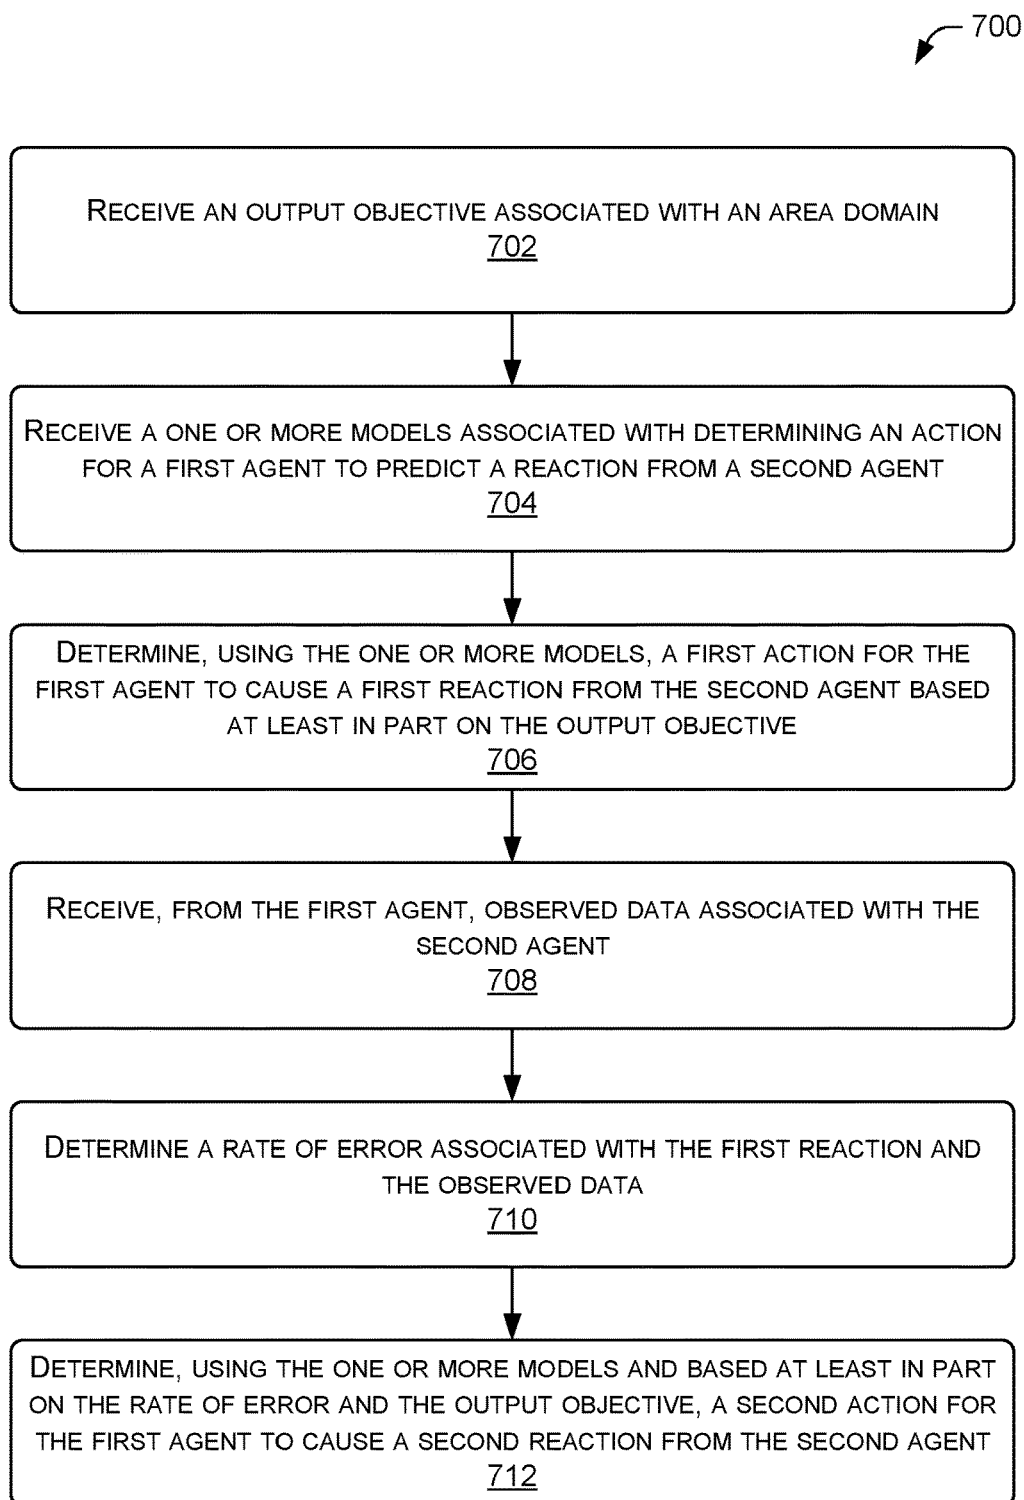 700
RECEIVE AN OUTPUT OBJECTIVE ASSOCIATED WITH AN AREA DOMAIN
702
RECEIVE A ONE OR MORE MODELS ASSOCIATED WITH DETERMINING AN ACTION
FOR A FIRST AGENT TO PREDICT A REACTION FROM A SECOND AGENT
704
DETERMINE, USING THE ONE OR MORE MODELS, A FIRST ACTION FOR THE
FIRST AGENT TO CAUSE A FIRST REACTION FROM THE SECOND AGENT BASED
AT LEAST IN PART ON THE OUTPUT OBJECTIVE
706
RECEIVE, FROM THE FIRST AGENT, OBSERVED DATA ASSOCIATED WITH THE
SECOND AGENT
708
DETERMINE A RATE OF ERROR ASSOCIATED WITH THE FIRST REACTION AND
THE OBSERVED DATA
710
DETERMINE, USING THE ONE OR MORE MODELS AND BASED AT LEAST IN PART
ON THE RATE OF ERROR AND THE OUTPUT OBJECTIVE, A SECOND ACTION FOR
THE FIRST AGENT TO CAUSE A SECOND REACTION FROM THE SECOND AGENT
712